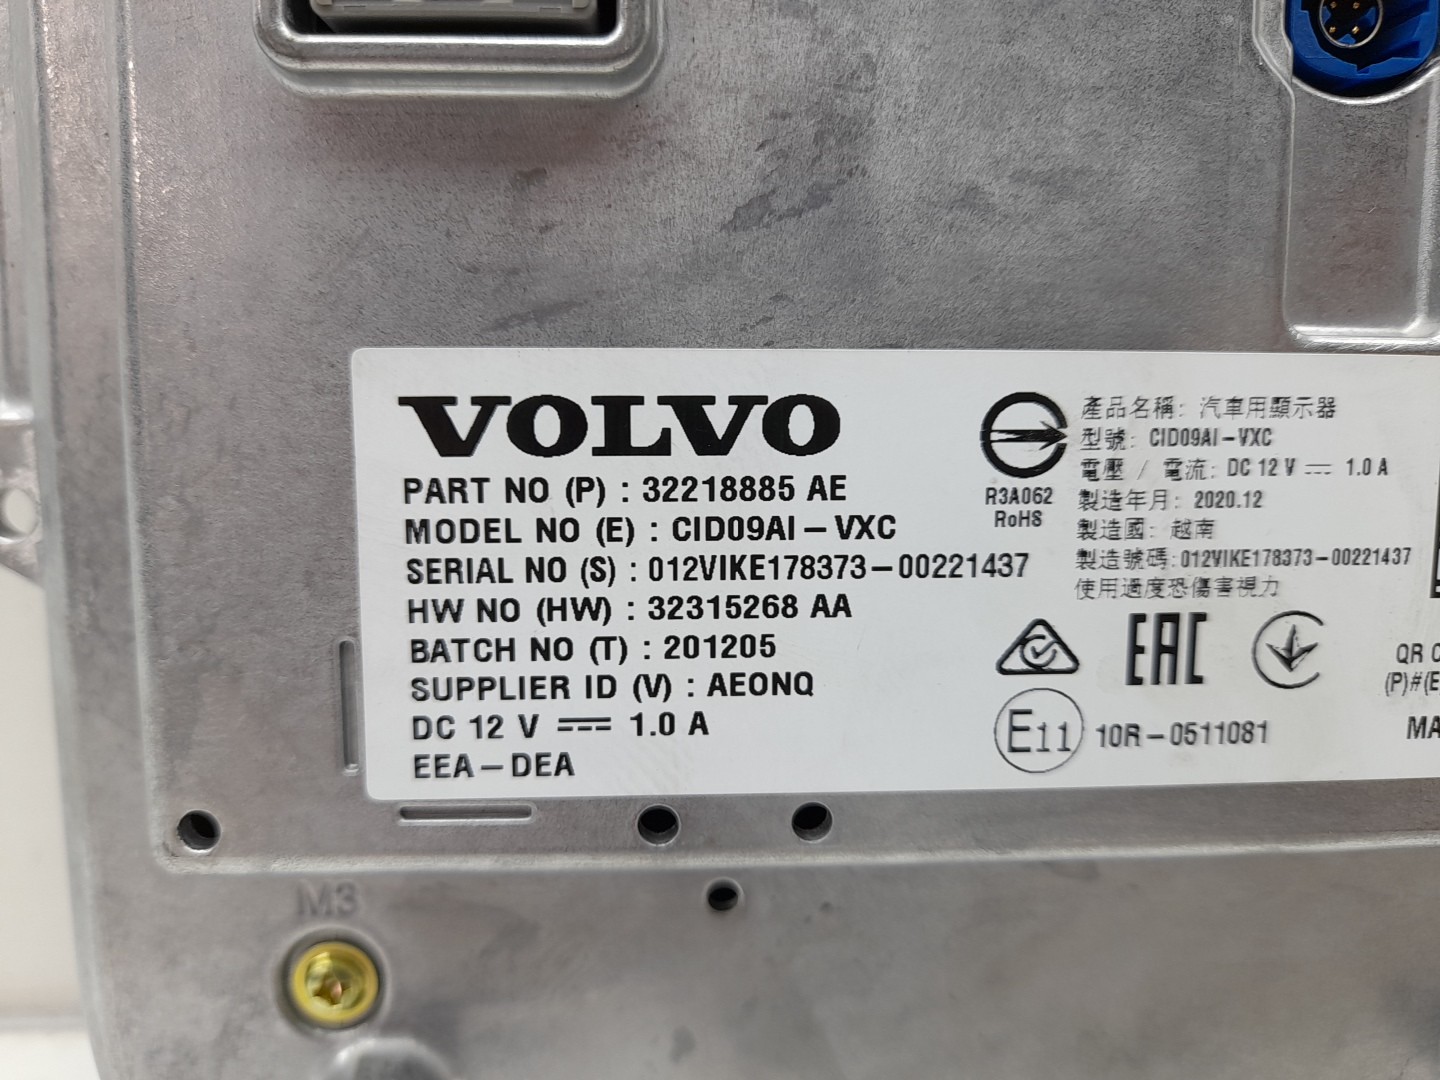 VOLVO
PART NO (P) : 32218885 AE
MODEL NO (E) : CID09AI-VXC
SERIAL NO (S) : 012VIKE178373-00221437
HW NO (HW) : 32315268 AA
BATCH NO (T) : 201205
SUPPLIER ID (V) : AEONQ
DC 12 V ⎓ 1.0 A
EEA-DEA
R3A062
RoHS
產品名稱: 汽車用顯示器
型號: CID09AI-VXC
電壓 / 電流: DC 12 V ⎓ 1.0 A
製造年月: 2020.12
製造國: 越南
製造號碼: 012VIKE178373-00221437
使用過度恐傷害視力
EAC
E11 10R-0511081
QR C
(P)#(E
MA
M3